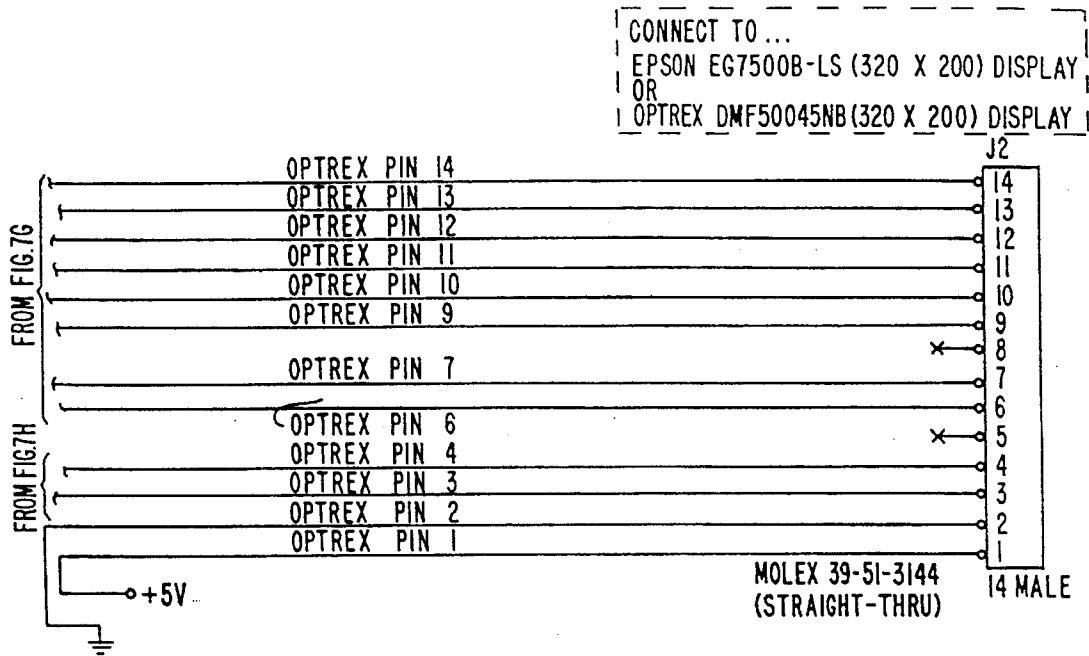 CONNECT TO...
EPSON EG7500B-LS (320 X 200) DISPLAY
OR
OPTREX DMF50045NB (320 X 200) DISPLAY
J2
OPTREX PIN 14
14
OPTREX PIN 13
13
OPTREX PIN 12
12
OPTREX PIN 11
11
OPTREX PIN 10
10
OPTREX PIN 9
9
8
OPTREX PIN 7
7
6
OPTREX PIN 6
5
OPTREX PIN 4
4
OPTREX PIN 3
3
OPTREX PIN 2
2
OPTREX PIN 1
1
FROM FIG.7G
FROM FIG.7H
+5V
MOLEX 39-51-3144
(STRAIGHT-THRU)
14 MALE